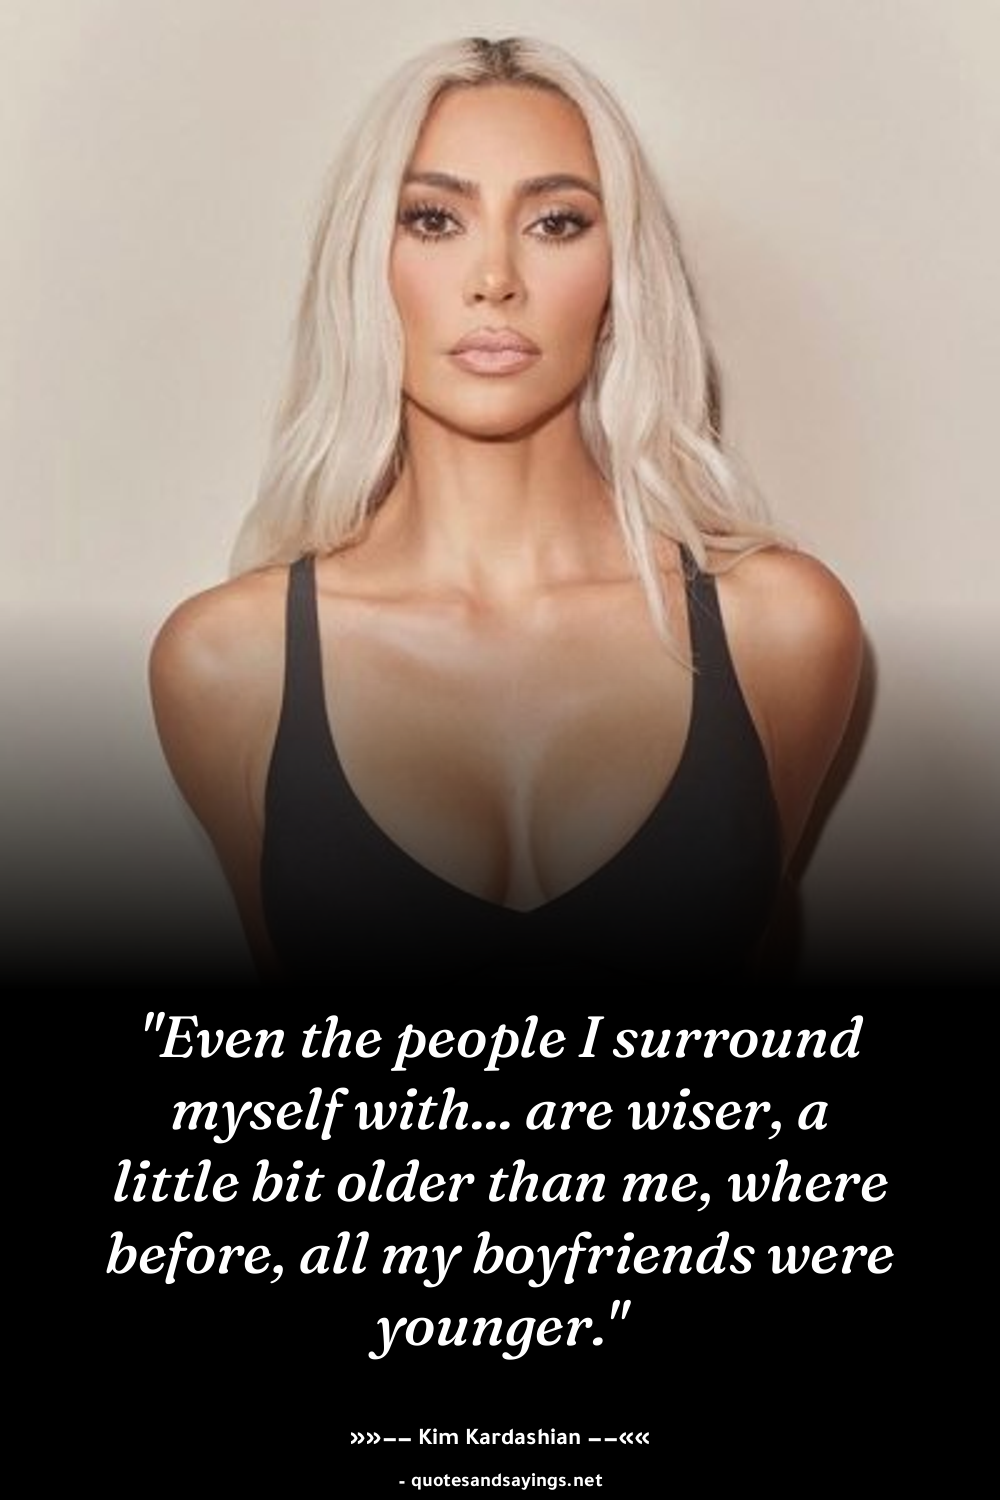 "Even the people I surround
myself with... are wiser, a
little bit older than me, where
before, all my boyfriends were
younger."
»»–– Kim Kardashian ––««
- quotesandsayings.net